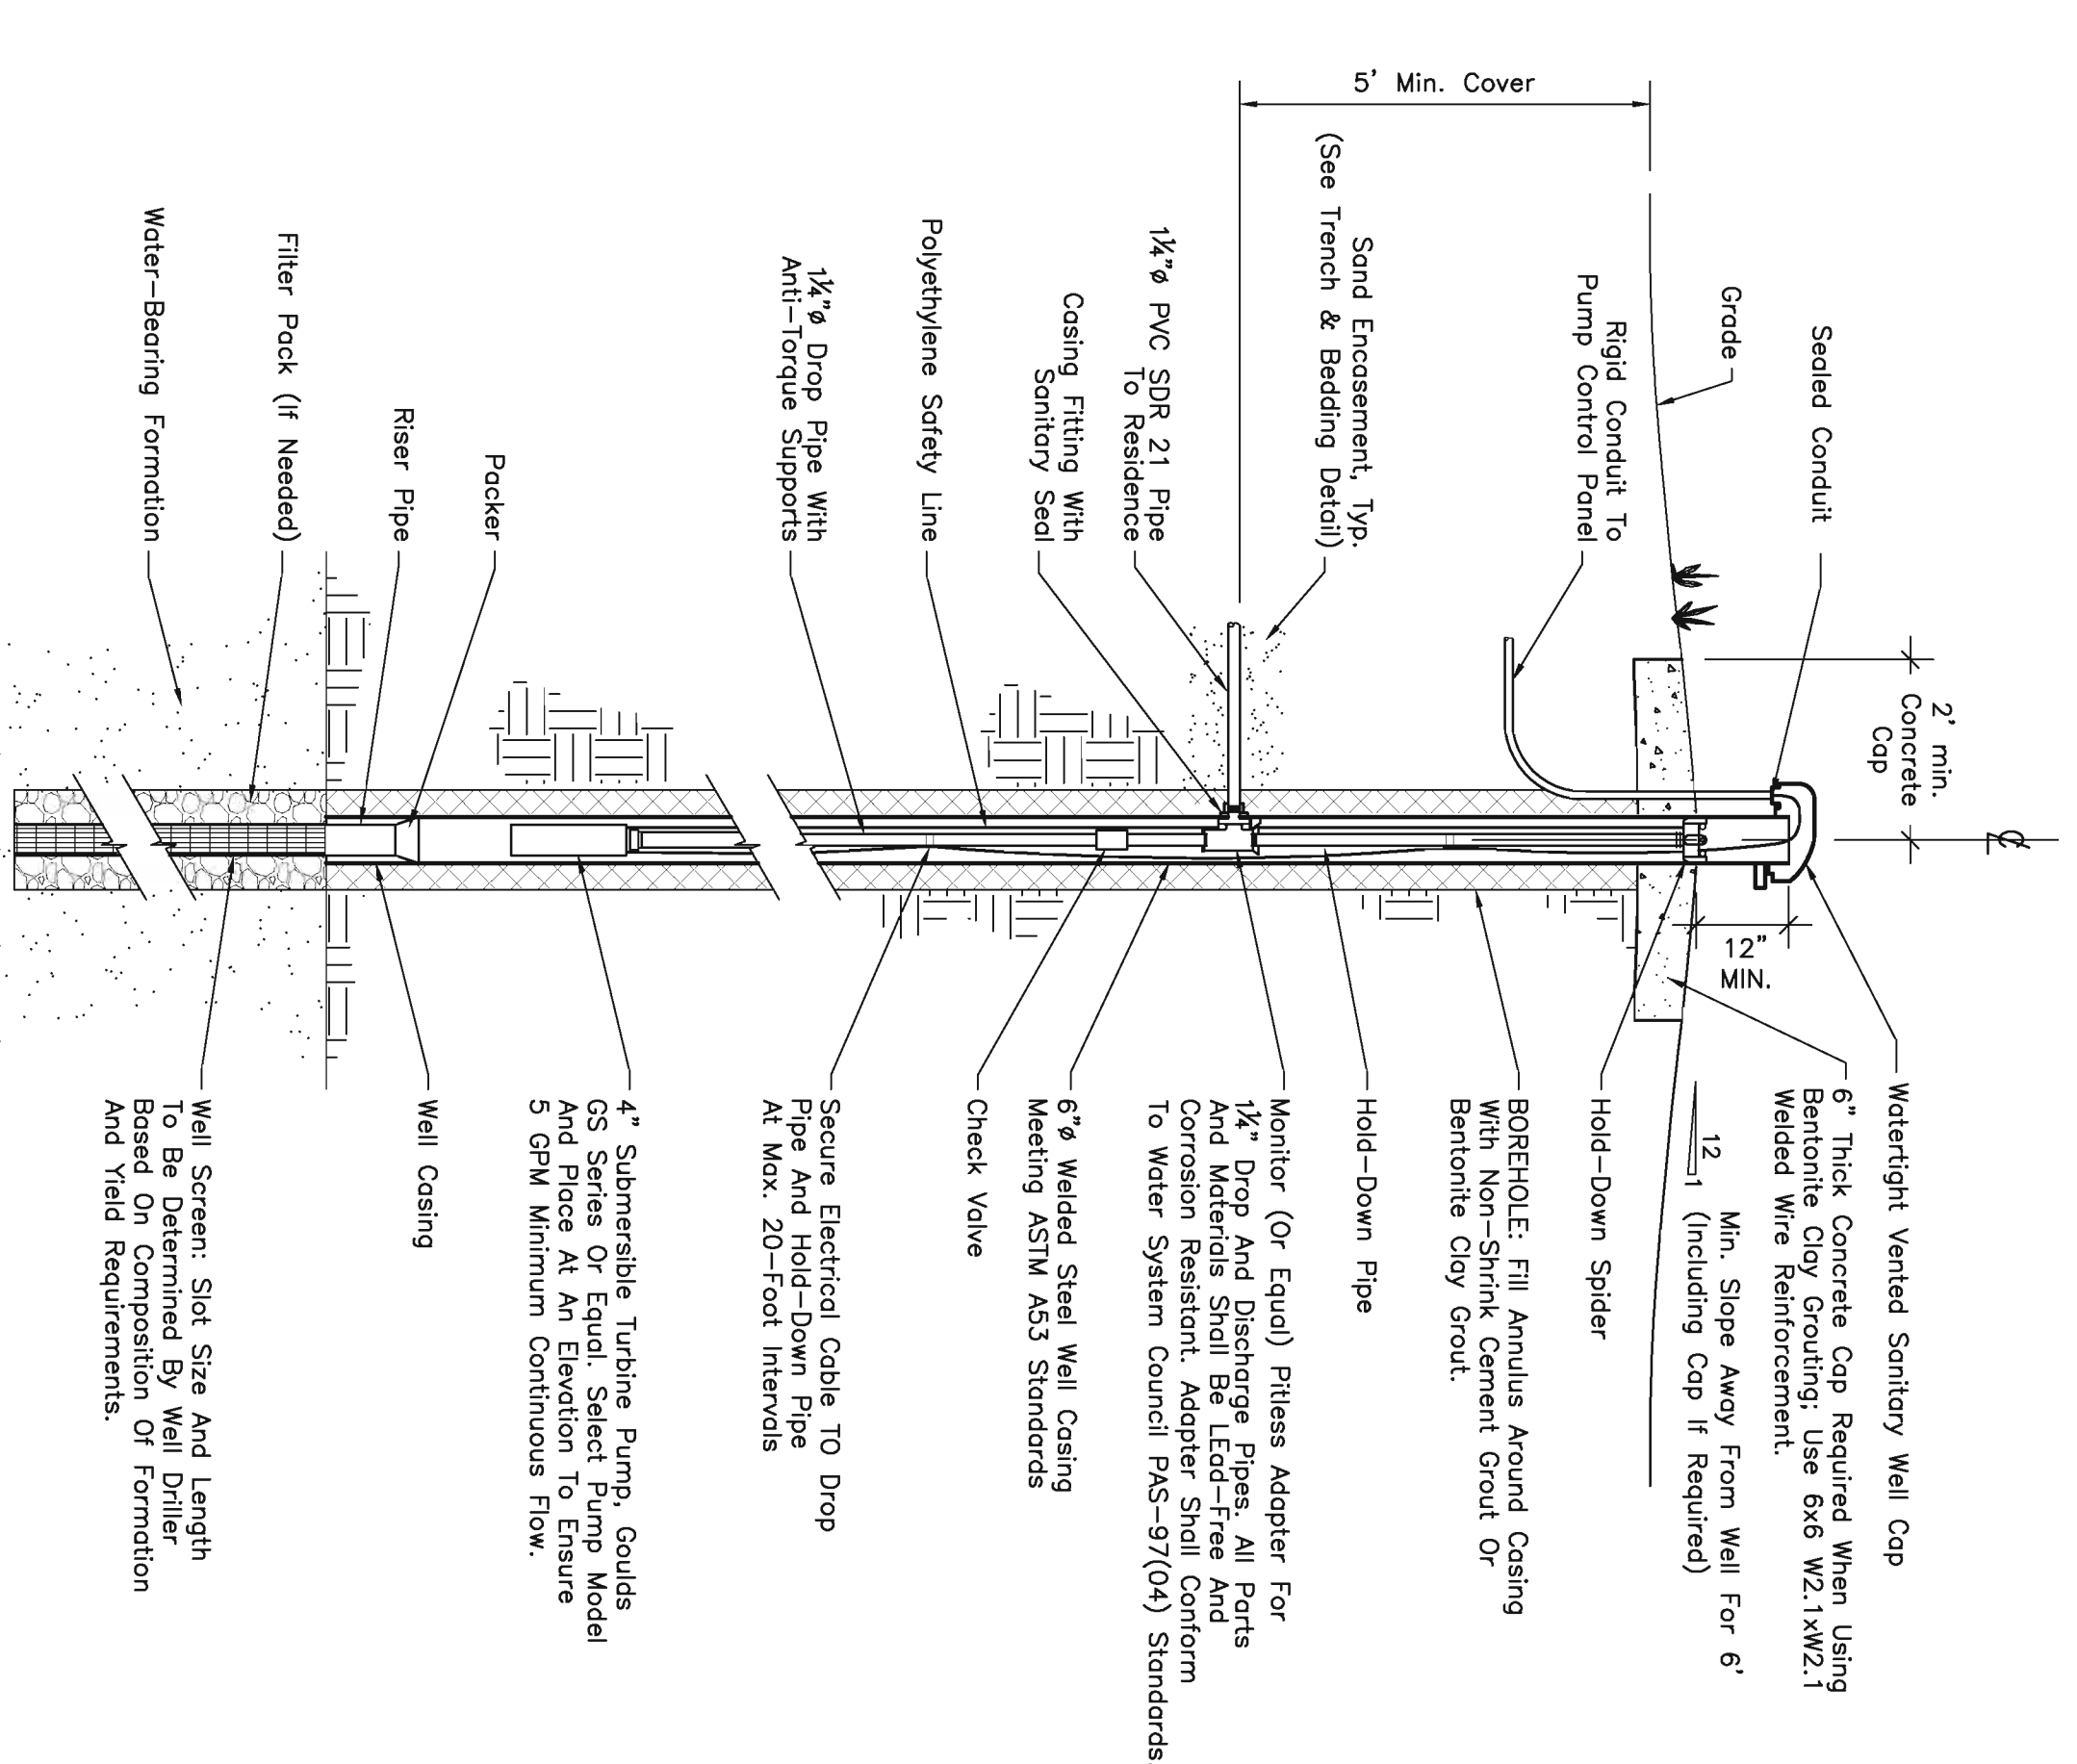 ℄
2' min.
Concrete
Cap
Sealed Conduit
Grade
Rigid Conduit To
Pump Control Panel
5' Min. Cover
Sand Encasement, Typ.
(See Trench & Bedding Detail)
1¼"ø PVC SDR 21 Pipe
To Residence
Casing Fitting With
Sanitary Seal
Polyethylene Safety Line
1¼"ø Drop Pipe With
Anti-Torque Supports
Packer
Riser Pipe
Filter Pack (If Needed)
Water-Bearing Formation
Watertight Vented Sanitary Well Cap
6" Thick Concrete Cap Required When Using
Bentonite Clay Grouting; Use 6x6 W2.1xW2.1
Welded Wire Reinforcement.
12"
MIN.
12
1
Min. Slope Away From Well For 6'
(Including Cap If Required)
Hold-Down Spider
BOREHOLE: Fill Annulus Around Casing
With Non-Shrink Cement Grout Or
Bentonite Clay Grout.
Hold-Down Pipe
Monitor (Or Equal) Pitless Adapter For
1¼" Drop And Discharge Pipes. All Parts
And Materials Shall Be LEad-Free And
Corrosion Resistant. Adapter Shall Conform
To Water System Council PAS-97(04) Standards
6"ø Welded Steel Well Casing
Meeting ASTM A53 Standards
Check Valve
Secure Electrical Cable TO Drop
Pipe And Hold-Down Pipe
At Max. 20-Foot Intervals
4" Submersible Turbine Pump, Goulds
GS Series Or Equal. Select Pump Model
And Place At An Elevation To Ensure
5 GPM Minimum Continuous Flow.
Well Casing
Well Screen: Slot Size And Length
To Be Determined By Well Driller
Based On Composition Of Formation
And Yield Requirements.